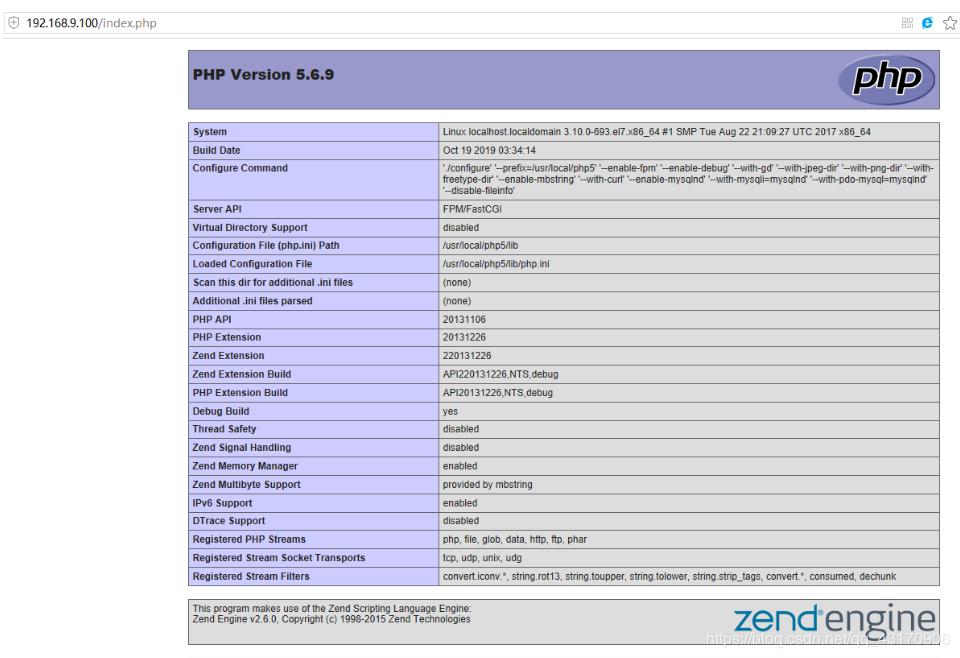 192.168.9.100/index.php
PHP Version 5.6.9
php
System Linux localhost.localdomain 3.10.0-693.el7.x86_64 #1 SMP Tue Aug 22 21:09:27 UTC 2017 x86_64
Build Date Oct 19 2019 03:34:14
Configure Command './configure' '--prefix=/usr/local/php5' '--enable-fpm' '--enable-debug' '--with-gd' '--with-jpeg-dir' '--with-png-dir' '--with-
freetype-dir' '--enable-mbstring' '--with-curl' '--enable-mysqlnd' '--with-mysqli=mysqlnd' '--with-pdo-mysql=mysqlnd'
'--disable-fileinfo'
Server API FPM/FastCGI
Virtual Directory Support disabled
Configuration File (php.ini) Path /usr/local/php5/lib
Loaded Configuration File /usr/local/php5/lib/php.ini
Scan this dir for additional .ini files (none)
Additional .ini files parsed (none)
PHP API 20131106
PHP Extension 20131226
Zend Extension 220131226
Zend Extension Build API220131226,NTS,debug
PHP Extension Build API20131226,NTS,debug
Debug Build yes
Thread Safety disabled
Zend Signal Handling disabled
Zend Memory Manager enabled
Zend Multibyte Support provided by mbstring
IPv6 Support enabled
DTrace Support disabled
Registered PHP Streams php, file, glob, data, http, ftp, phar
Registered Stream Socket Transports tcp, udp, unix, udg
Registered Stream Filters convert.iconv.*, string.rot13, string.toupper, string.tolower, string.strip_tags, convert.*, consumed, dechunk
This program makes use of the Zend Scripting Language Engine:
Zend Engine v2.6.0, Copyright (c) 1998-2015 Zend Technologies
zend engine
https://blog.csdn.net/qq_43170906